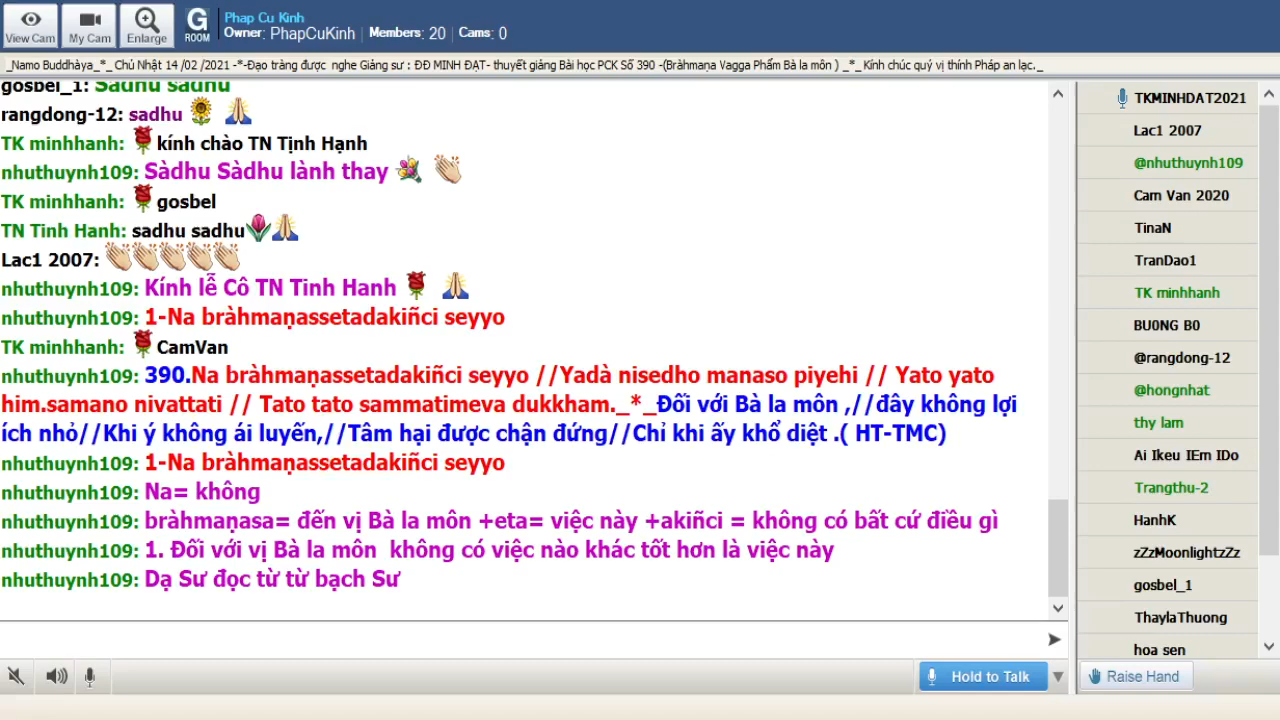 View Cam
My Cam
Enlarge
G ROOM
Phap Cu Kinh
Owner: PhapCuKinh | Members: 20 | Cams: 0
_Namo Buddhàya_*_ Chủ Nhật 14 /02 /2021 -*-Đạo tràng được nghe Giảng sư : ĐĐ MINH ĐẠT- thuyết giảng Bài học PCK Số 390 -(Bràhmaṇa Vagga Phẩm Bà la môn ) _*_ Kính chúc quý vị thính Pháp an lạc._
gosbel_1: Sadhu sadhu
rangdong-12: sadhu
TK minhhanh: kính chào TN Tịnh Hạnh
nhuthuynh109: Sàdhu Sàdhu lành thay
TK minhhanh: gosbel
TN Tinh Hanh: sadhu sadhu
Lac1 2007:
nhuthuynh109: Kính lễ Cô TN Tinh Hanh
nhuthuynh109: 1-Na bràhmaṇassetadakiñci seyyo
TK minhhanh: CamVan
nhuthuynh109: 390.Na bràhmaṇassetadakiñci seyyo //Yadà nisedho manaso piyehi // Yato yato
him.samano nivattati // Tato tato sammatimeva dukkham._*_Đối với Bà la môn ,//đây không lợi
ích nhỏ//Khi ý không ái luyến,//Tâm hại được chận đứng//Chỉ khi ấy khổ diệt .( HT-TMC)
nhuthuynh109: 1-Na bràhmaṇassetadakiñci seyyo
nhuthuynh109: Na= không
nhuthuynh109: bràhmaṇasa= đến vị Bà la môn +eta= việc này +akiñci = không có bất cứ điều gì
nhuthuynh109: 1. Đối với vị Bà la môn không có việc nào khác tốt hơn là việc này
nhuthuynh109: Dạ Sư đọc từ từ bạch Sư
Hold to Talk
TKMINHDAT2021
Lac1 2007
@nhuthuynh109
Cam Van 2020
TinaN
TranDao1
TK minhhanh
BU0NG B0
@rangdong-12
@hongnhat
thy lam
Ai Ikeu IEm IDo
Trangthu-2
HanhK
zZzMoonlightzZz
gosbel_1
ThaylaThuong
hoa sen
Raise Hand